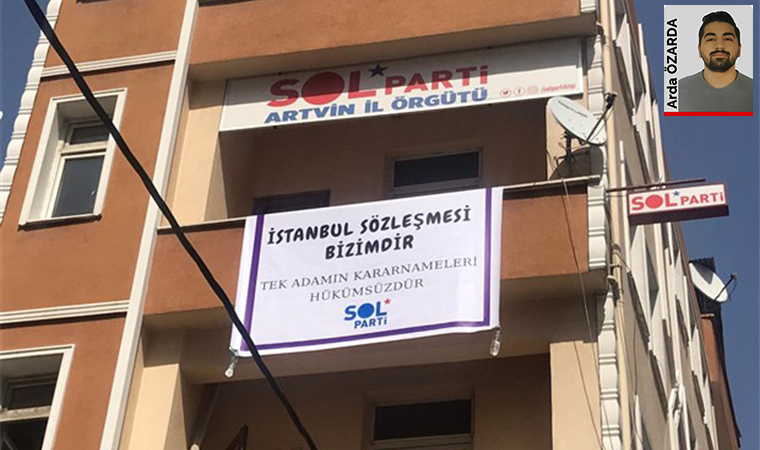 SOL PARTİ
ARTVİN İL ÖRGÜTÜ
SOL PARTİ
İSTANBUL SÖZLEŞMESİ
BİZİMDİR
TEK ADAMIN KARARNAMELERİ
HÜKÜMSÜZDÜR
SOL
PARTİ
Arda ÖZARDA